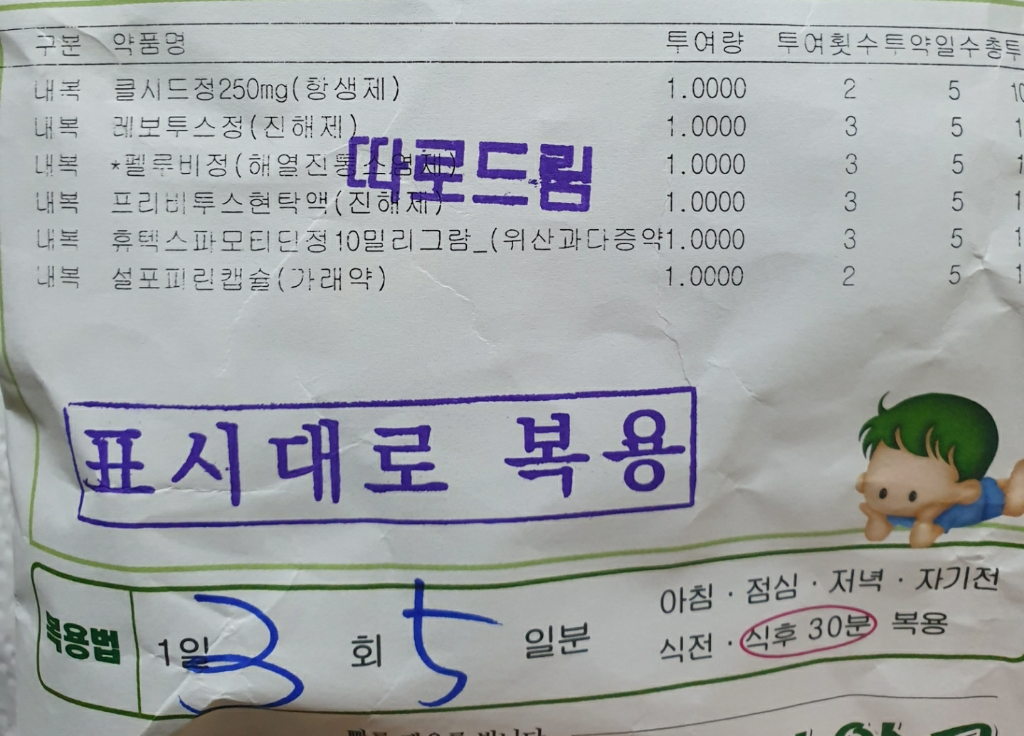 구분 약품명 투여량 투여횟수 투약일수 총투
내복 클시드정250mg(항생제) 1.0000 2 5 10
내복 레보투스정(진해제) 1.0000 3 5 1
내복 *펠루비정(해열진통소염제) 1.0000 3 5 1
따로드림
내복 프리비투스현탁액(진해제) 1.0000 3 5 1
내복 휴텍스파모티딘정10밀리그람_(위산과다증약 1.0000 3 5 1
내복 설포피린캡슐(가래약) 1.0000 2 5 1
표시대로 복용
복용법 1일 3 회 5 일분
아침 · 점심 · 저녁 · 자기전
식전 · 식후 30분 복용